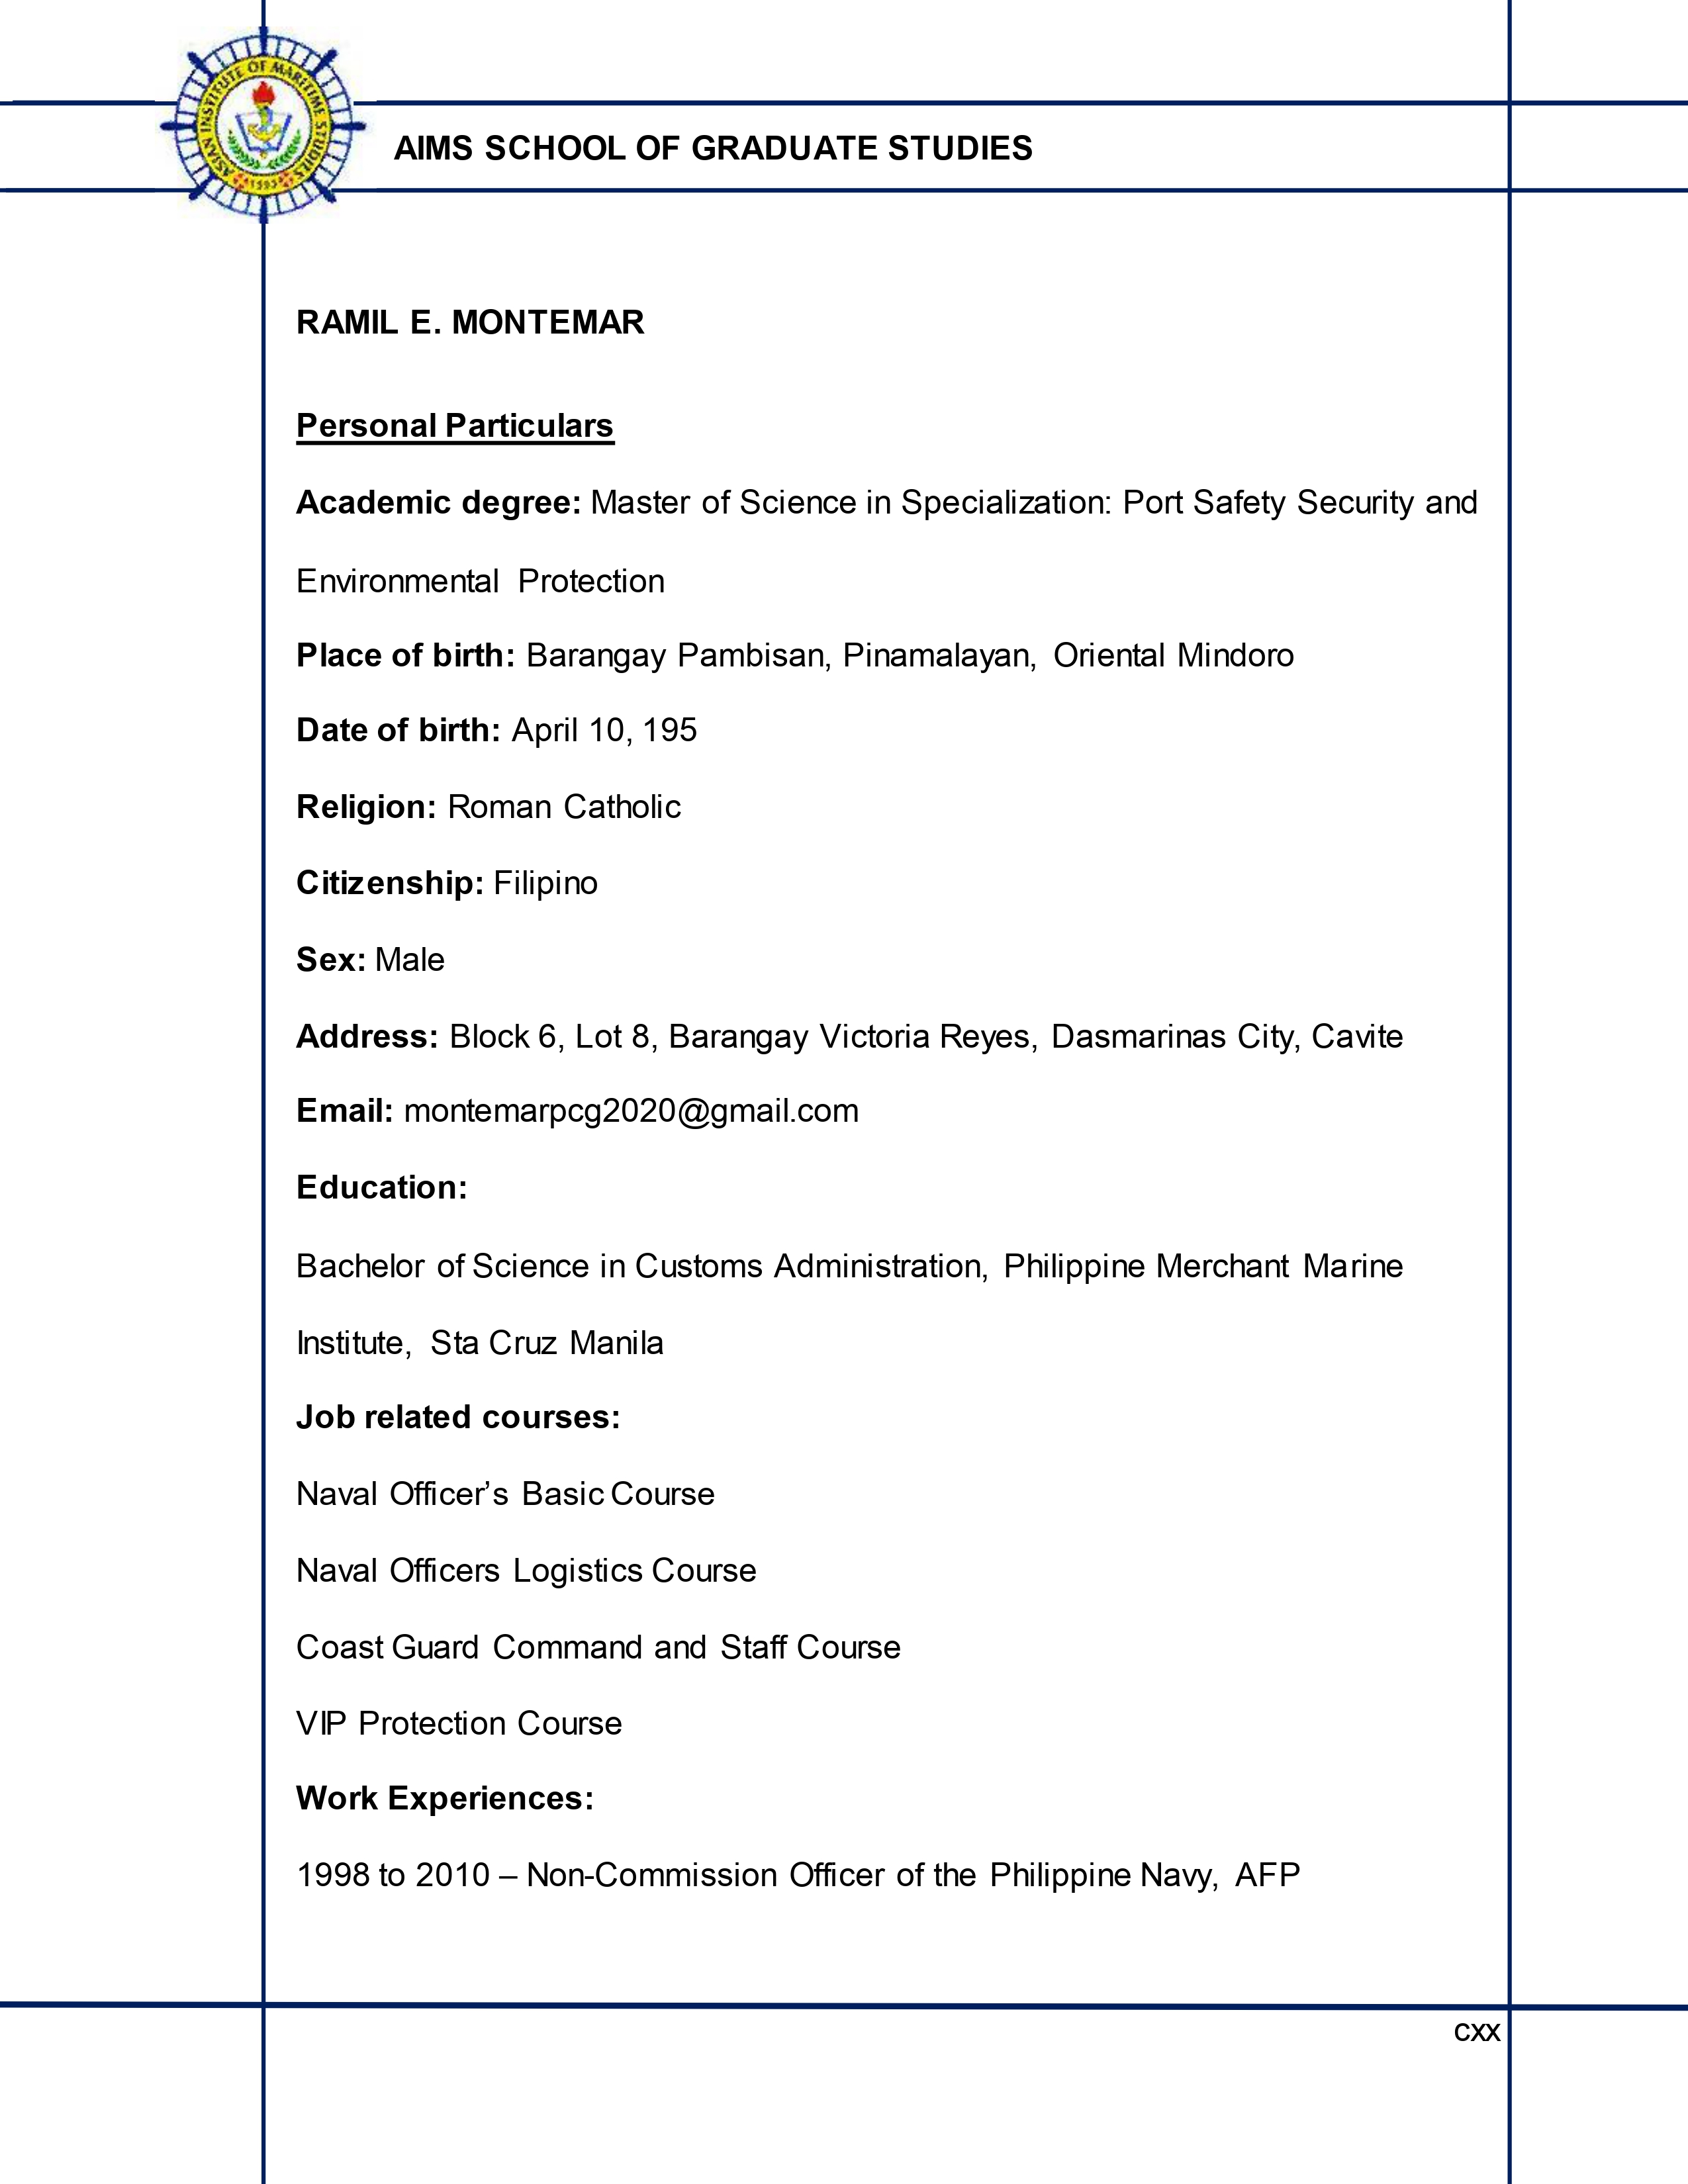 ASIAN INSTITUTE OF MARITIME STUDIES
1993
AIMS SCHOOL OF GRADUATE STUDIES
RAMIL E. MONTEMAR
Personal Particulars
Academic degree: Master of Science in Specialization: Port Safety Security and
Environmental Protection
Place of birth: Barangay Pambisan, Pinamalayan, Oriental Mindoro
Date of birth: April 10, 195
Religion: Roman Catholic
Citizenship: Filipino
Sex: Male
Address: Block 6, Lot 8, Barangay Victoria Reyes, Dasmarinas City, Cavite
Email: montemarpcg2020@gmail.com
Education:
Bachelor of Science in Customs Administration, Philippine Merchant Marine
Institute, Sta Cruz Manila
Job related courses:
Naval Officer’s Basic Course
Naval Officers Logistics Course
Coast Guard Command and Staff Course
VIP Protection Course
Work Experiences:
1998 to 2010 – Non-Commission Officer of the Philippine Navy, AFP
cxx